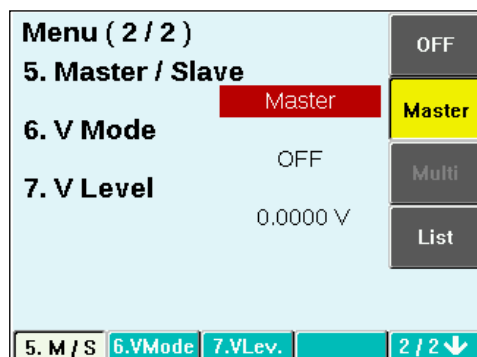 Menu ( 2 / 2 )
OFF
5. Master / Slave
Master
Master
6. V Mode
OFF
Multi
7. V Level
0.0000 V
List
5. M / S 6.VMode 7.VLev. 2 / 2